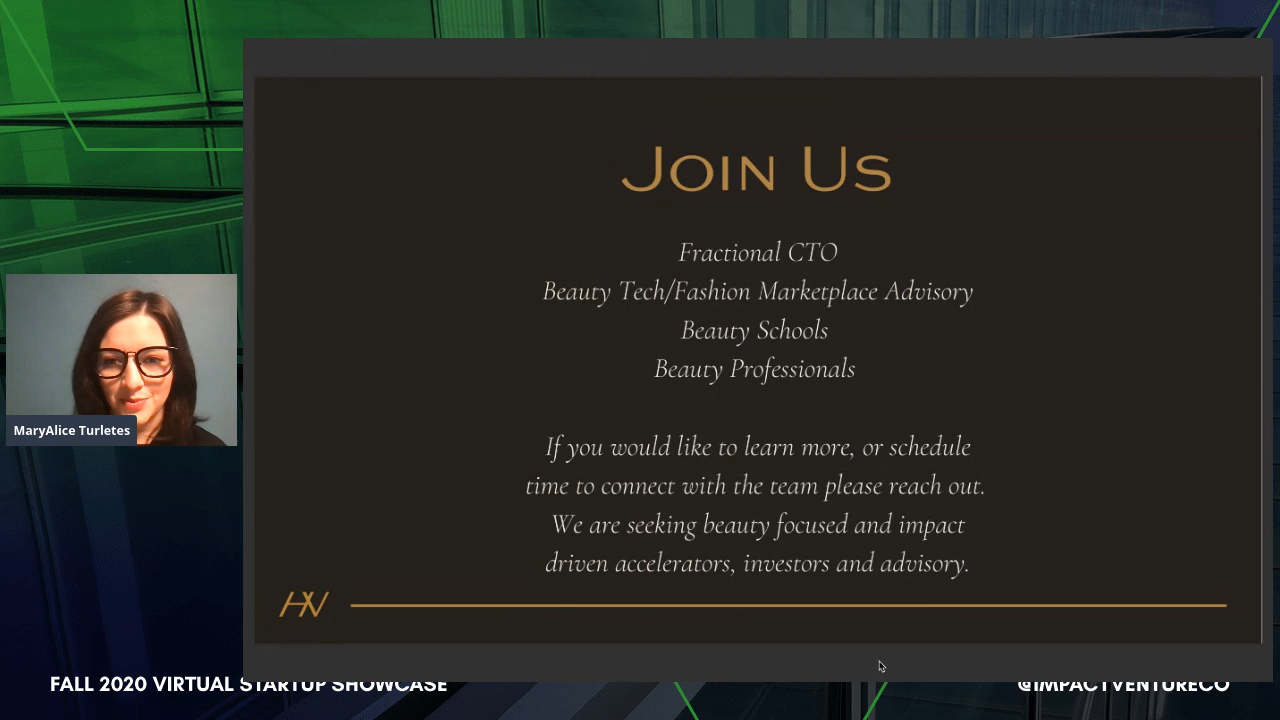 Join Us
Fractional CTO
Beauty Tech/Fashion Marketplace Advisory
Beauty Schools
Beauty Professionals
If you would like to learn more, or schedule
time to connect with the team please reach out.
We are seeking beauty focused and impact
driven accelerators, investors and advisory.
HV
MaryAlice Turletes
FALL 2020 VIRTUAL STARTUP SHOWCASE
@IMPACTVENTURECO